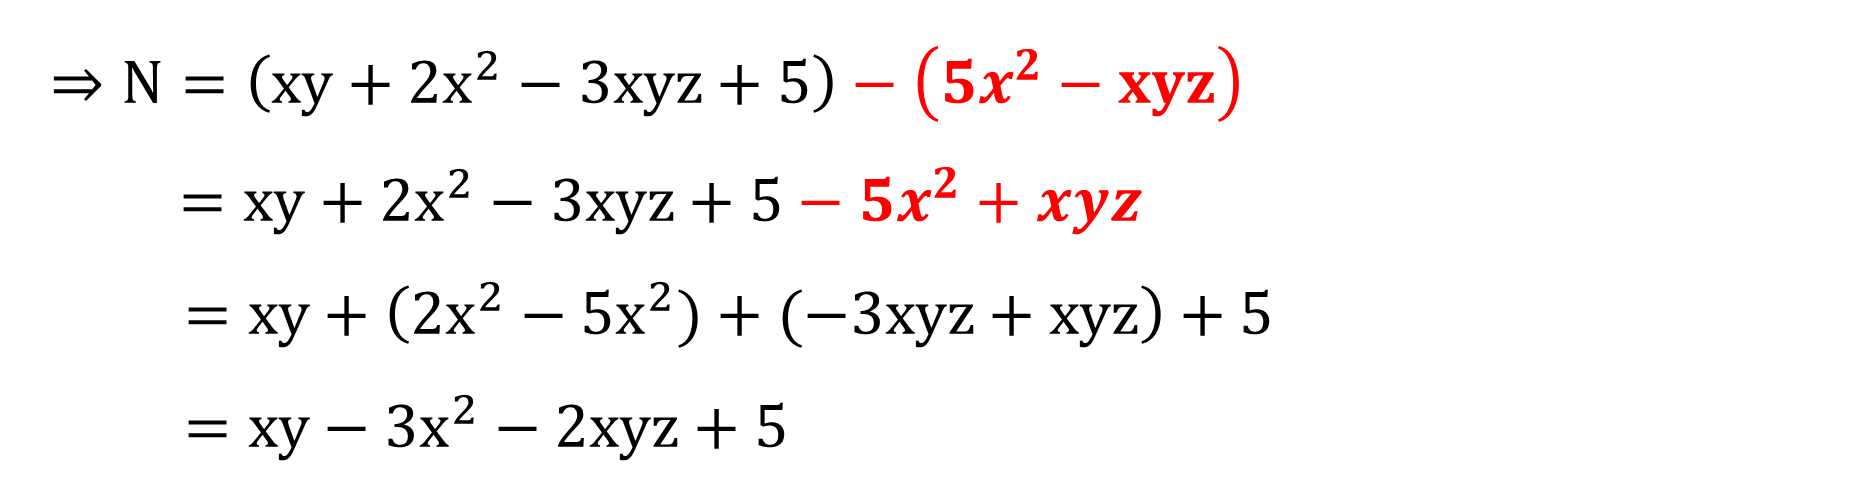 ⇒ N = (xy + 2x² − 3xyz + 5) − (5x² − xyz)
= xy + 2x² − 3xyz + 5 − 5x² + xyz
= xy + (2x² − 5x²) + (−3xyz + xyz) + 5
= xy − 3x² − 2xyz + 5